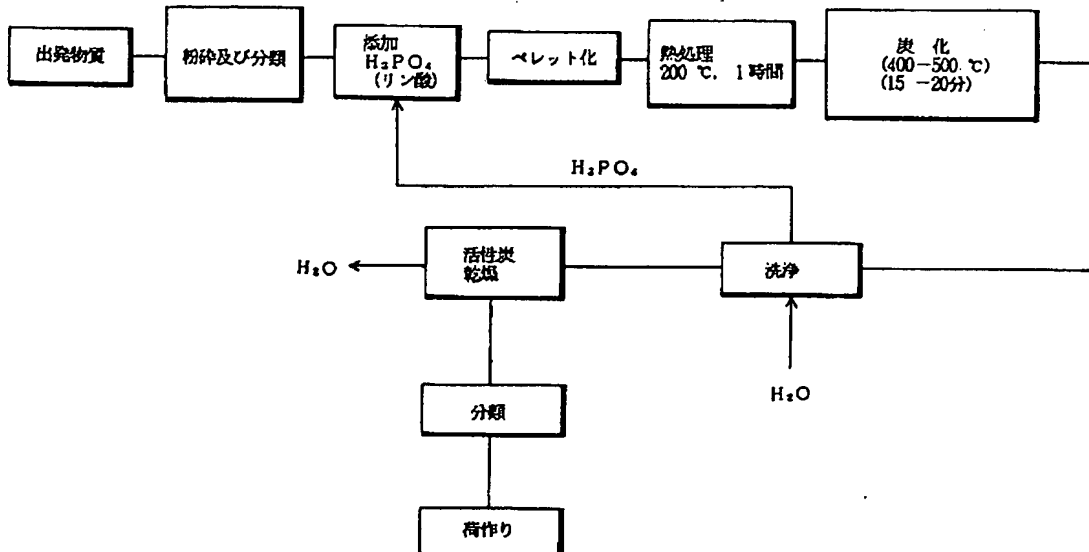 出発物質
粉砕及び分類
添加
H₃PO₄
(リン酸)
ペレット化
熱処理
200 ℃, 1時間
炭 化
(400-500. ℃)
(15 -20分)
H₃PO₄
H₂O
活性炭
乾燥
洗浄
H₂O
分類
荷作り